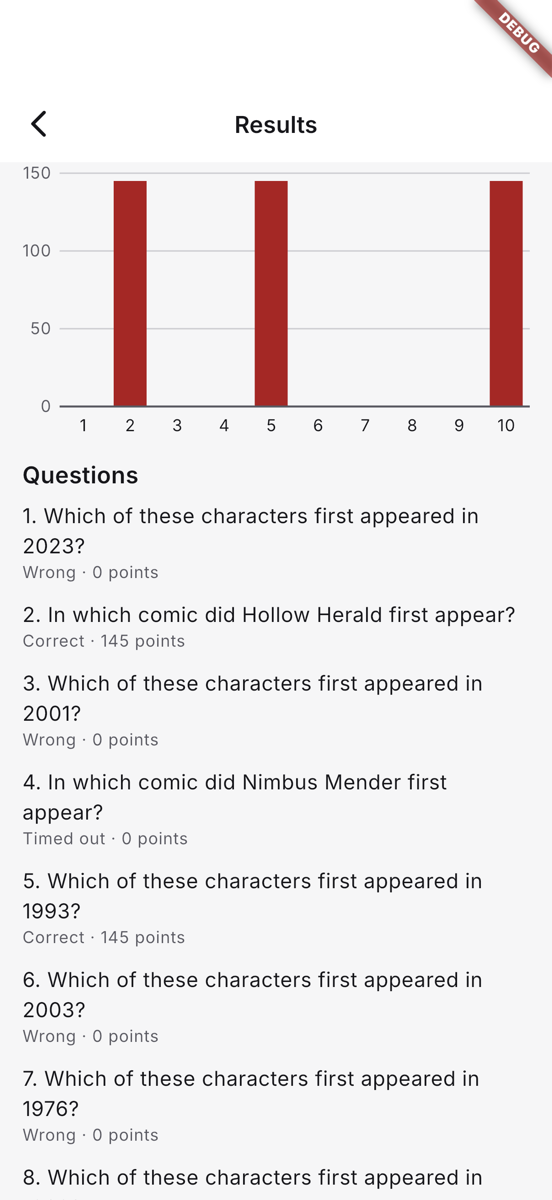 DEBUG
Results
150
100
50
0
1 2 3 4 5 6 7 8 9 10
Questions
1. Which of these characters first appeared in
2023?
Wrong · 0 points
2. In which comic did Hollow Herald first appear?
Correct · 145 points
3. Which of these characters first appeared in
2001?
Wrong · 0 points
4. In which comic did Nimbus Mender first
appear?
Timed out · 0 points
5. Which of these characters first appeared in
1993?
Correct · 145 points
6. Which of these characters first appeared in
2003?
Wrong · 0 points
7. Which of these characters first appeared in
1976?
Wrong · 0 points
8. Which of these characters first appeared in